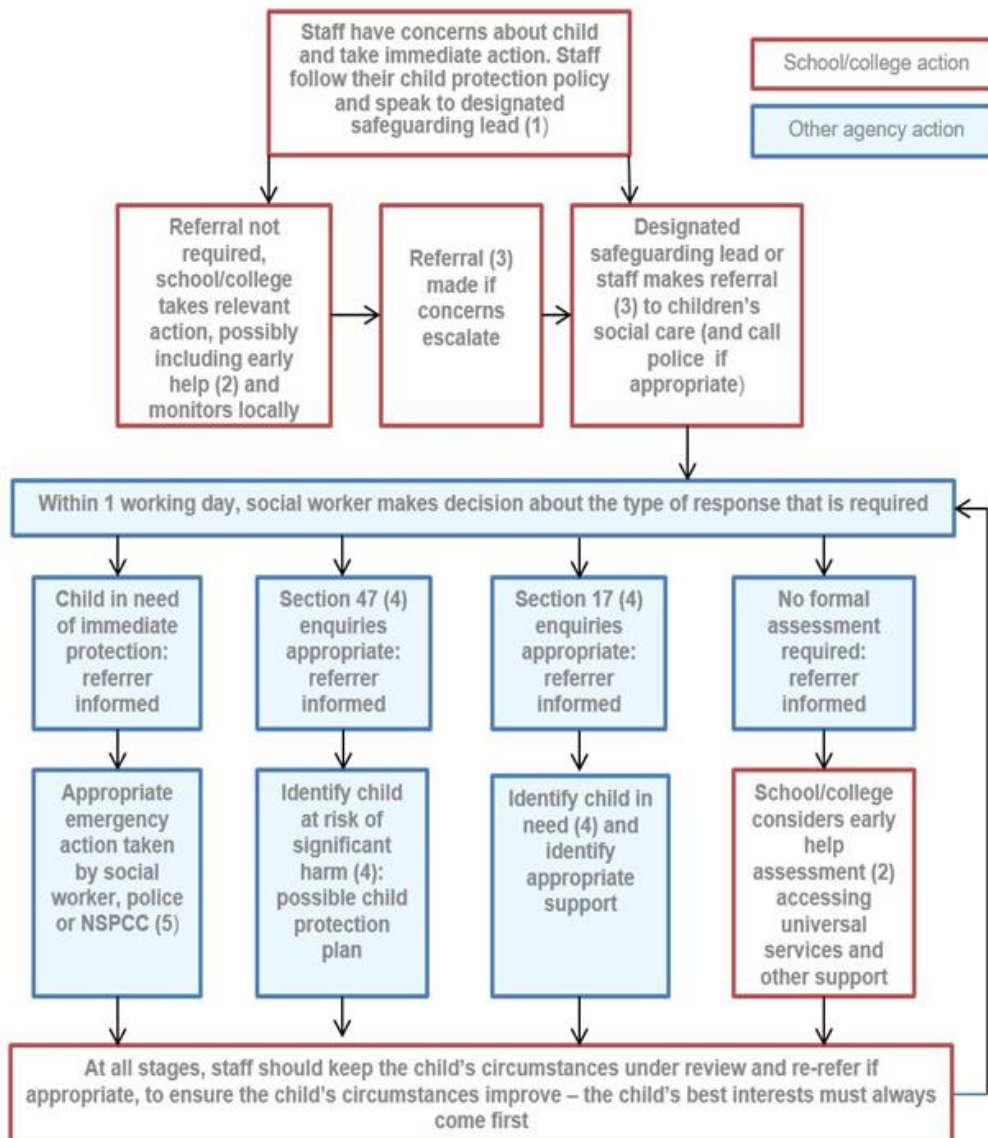 Staff have concerns about child
and take immediate action. Staff
follow their child protection policy
and speak to designated
safeguarding lead (1)
School/college action
Other agency action
Referral not
required,
school/college
takes relevant
action, possibly
including early
help (2) and
monitors locally
Referral (3)
made if
concerns
escalate
Designated
safeguarding lead or
staff makes referral
(3) to children's
social care (and call
police if
appropriate)
Within 1 working day, social worker makes decision about the type of response that is required
Child in need
of immediate
protection:
referrer
informed
Section 47 (4)
enquiries
appropriate:
referrer
informed
Section 17 (4)
enquiries
appropriate:
referrer
informed
No formal
assessment
required:
referrer
informed
Appropriate
emergency
action taken
by social
worker, police
or NSPCC (5)
Identify child
at risk of
significant
harm (4):
possible child
protection
plan
Identify child in
need (4) and
identify
appropriate
support
School/college
considers early
help
assessment (2)
accessing
universal
services and
other support
At all stages, staff should keep the child's circumstances under review and re-refer if
appropriate, to ensure the child's circumstances improve – the child's best interests must always
come first